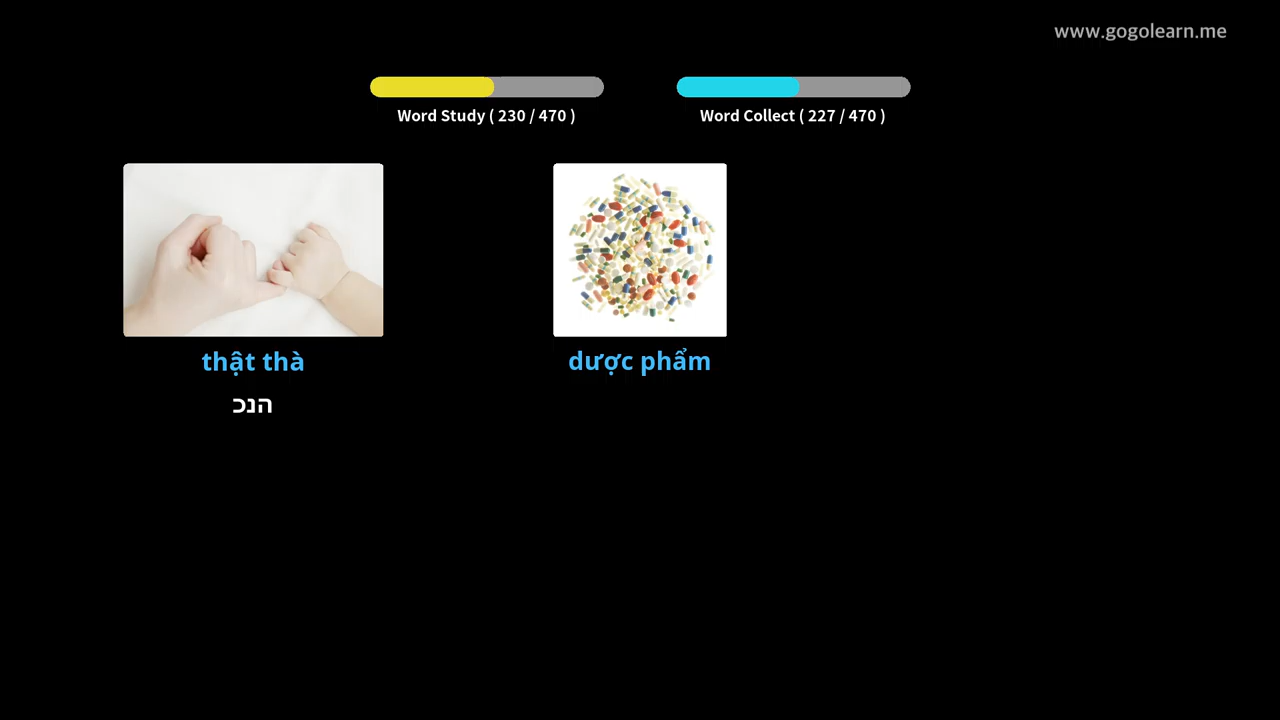 www.gogolearn.me
Word Study ( 230 / 470 )
Word Collect ( 227 / 470 )
thật thà
הנכ
dược phẩm